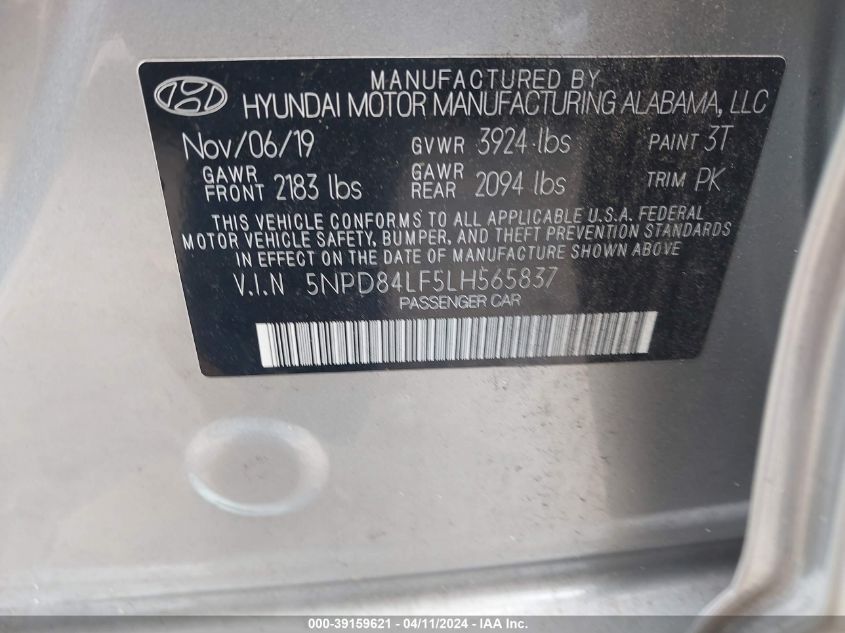 MANUFACTURED BY
HYUNDAI MOTOR MANUFACTURING ALABAMA, LLC
Nov/06/19 GVWR 3924 lbs PAINT 3T
GAWR FRONT 2183 lbs GAWR REAR 2094 lbs TRIM PK
THIS VEHICLE CONFORMS TO ALL APPLICABLE U.S.A. FEDERAL
MOTOR VEHICLE SAFETY, BUMPER, AND THEFT PREVENTION STANDARDS
IN EFFECT ON THE DATE OF MANUFACTURE SHOWN ABOVE.
V.I.N 5NPD84LF5LH565837
PASSENGER CAR
000-39159621 - 04/11/2024 - IAA Inc.